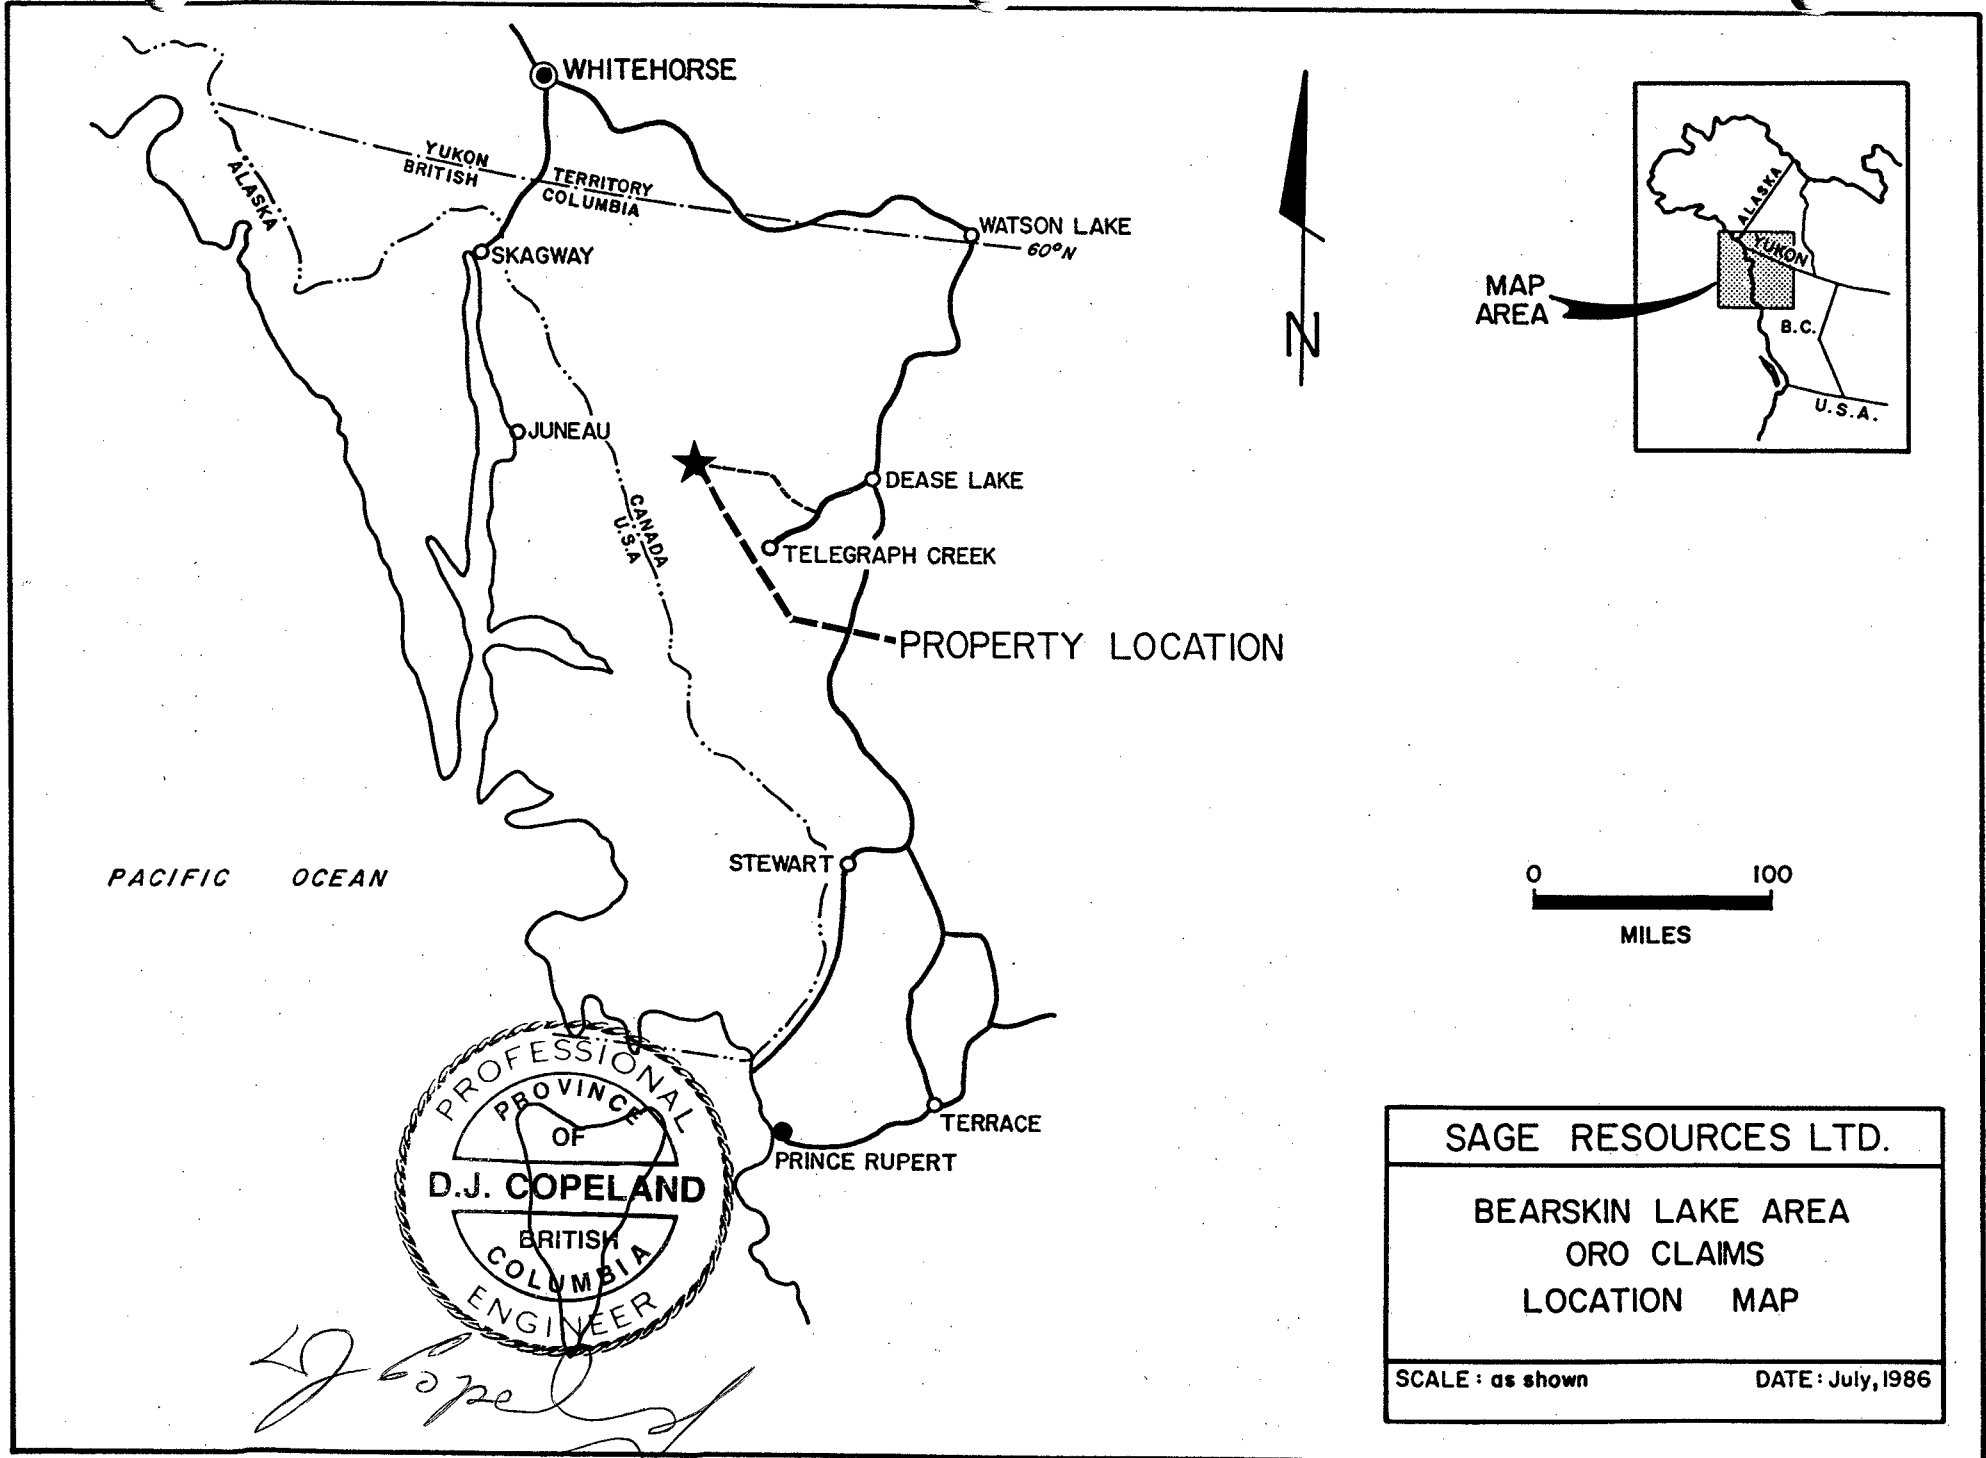 WHITEHORSE
YUKON TERRITORY
BRITISH COLUMBIA
ALASKA
WATSON LAKE
60°N
SKAGWAY
JUNEAU
DEASE LAKE
CANADA
U.S.A
TELEGRAPH CREEK
PROPERTY LOCATION
STEWART
PACIFIC OCEAN
TERRACE
PRINCE RUPERT
N
MAP
AREA
ALASKA
YUKON
B.C.
U.S.A.
0 100
MILES
PROFESSIONAL
PROVINCE
OF
D.J. COPELAND
BRITISH
COLUMBIA
ENGINEER
SAGE RESOURCES LTD.
BEARSKIN LAKE AREA
ORO CLAIMS
LOCATION MAP
SCALE : as shown DATE : July, 1986